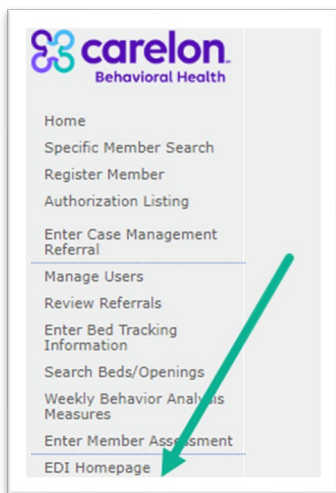 carelon
Behavioral Health
Home
Specific Member Search
Register Member
Authorization Listing
Enter Case Management
Referral
Manage Users
Review Referrals
Enter Bed Tracking
Information
Search Beds/Openings
Weekly Behavior Analysis
Measures
Enter Member Assessment
EDI Homepage